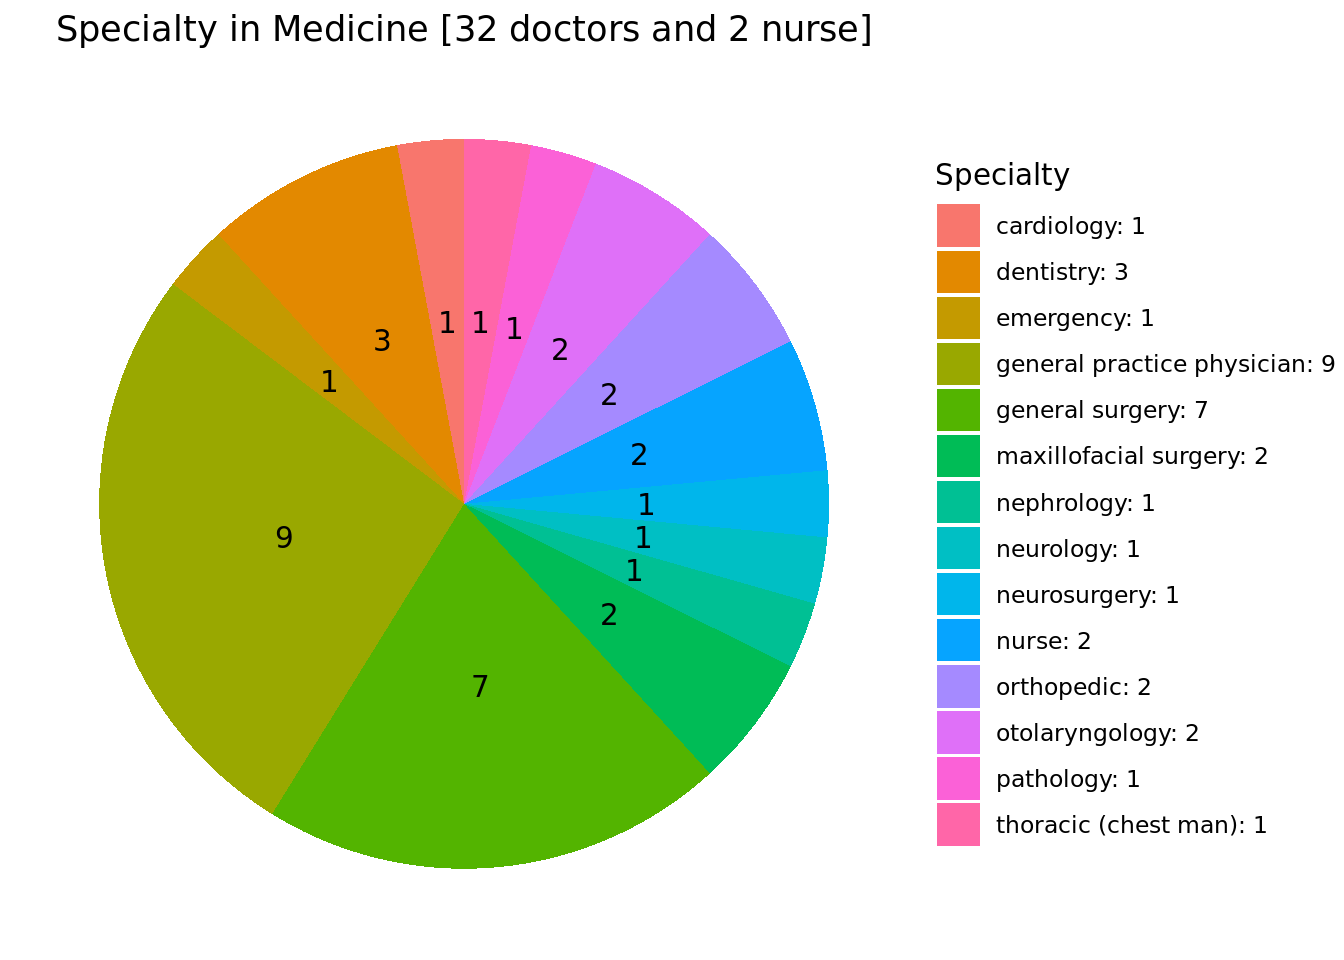 Specialty in Medicine [32 doctors and 2 nurse]
1
1
1
2
3
1
2
2
1
1
1
2
9
7
Specialty
cardiology: 1
dentistry: 3
emergency: 1
general practice physician: 9
general surgery: 7
maxillofacial surgery: 2
nephrology: 1
neurology: 1
neurosurgery: 1
nurse: 2
orthopedic: 2
otolaryngology: 2
pathology: 1
thoracic (chest man): 1